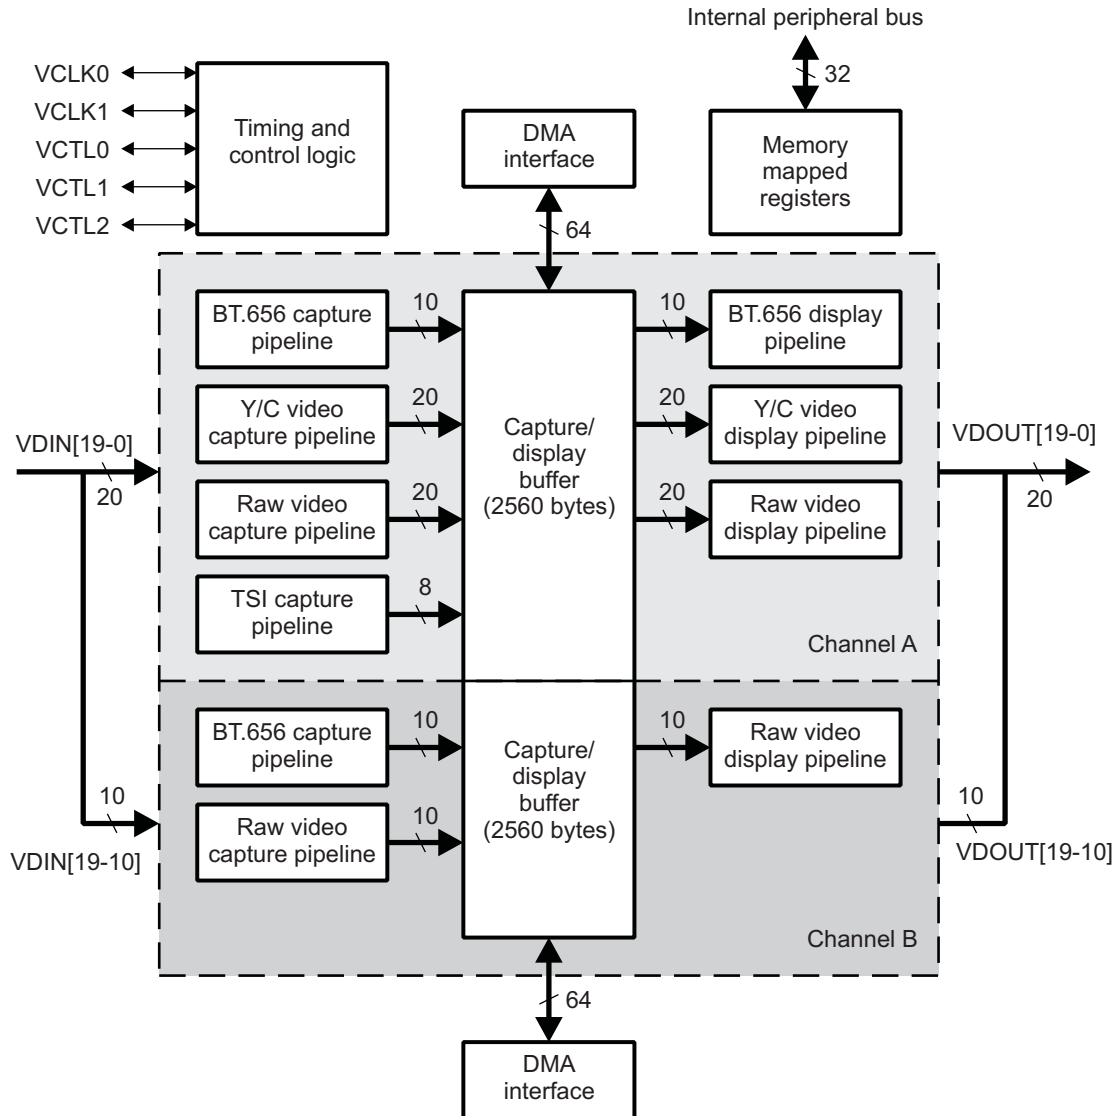 Internal peripheral bus
32
VCLK0
VCLK1
VCTL0
VCTL1
VCTL2
Timing and
control logic
DMA
interface
64
Memory
mapped
registers
BT.656 capture
pipeline
10
Y/C video
capture pipeline
20
Raw video
capture pipeline
20
TSI capture
pipeline
8
Capture/
display
buffer
(2560 bytes)
10
BT.656 display
pipeline
20
Y/C video
display pipeline
20
Raw video
display pipeline
Channel A
VDIN[19-0]
20
VDOUT[19-0]
20
BT.656 capture
pipeline
10
Raw video
capture pipeline
10
Capture/
display
buffer
(2560 bytes)
10
Raw video
display pipeline
Channel B
10
VDIN[19-10]
10
VDOUT[19-10]
64
DMA
interface